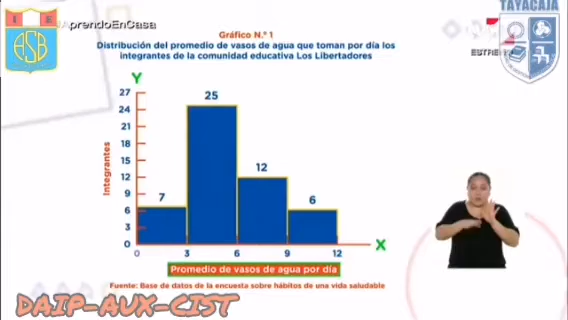 IE
ASB
#AprendoEnCasa
TAYACAJA
ESTRE
Gráfico N.º 1
Distribución del promedio de vasos de agua que toman por día los
integrantes de la comunidad educativa Los Libertadores
Y
27
24
21
18
15
12
9
6
3
0
Integrantes
7
25
12
6
0 3 6 9 12
X
Promedio de vasos de agua por día
Fuente: Base de datos de la encuesta sobre hábitos de una vida saludable
DAIP-AUX-CIST